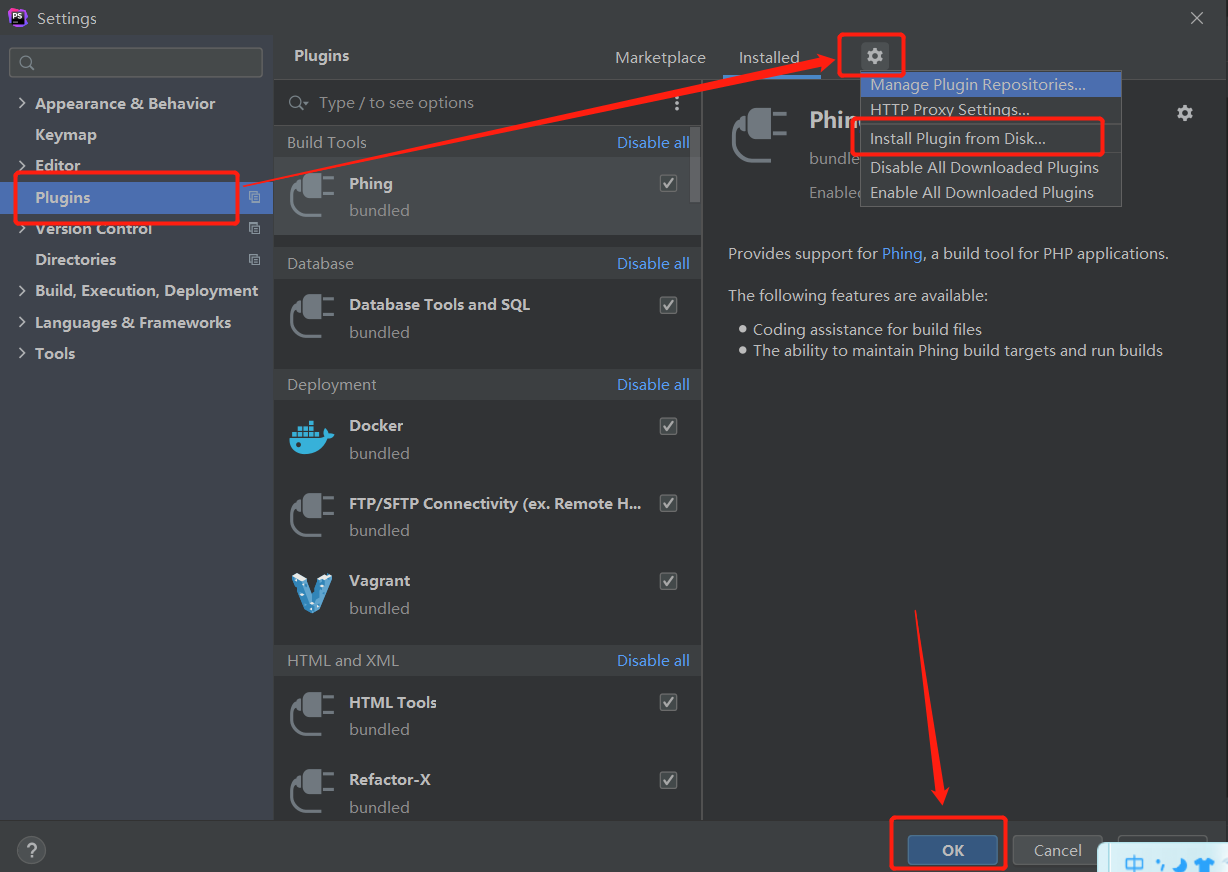 PS
Settings
Plugins
Marketplace
Installed
Appearance & Behavior
Keymap
Editor
Plugins
Version Control
Directories
Build, Execution, Deployment
Languages & Frameworks
Tools
Type / to see options
Build Tools
Disable all
Phing
bundled
Database
Disable all
Database Tools and SQL
bundled
Deployment
Disable all
Docker
bundled
FTP/SFTP Connectivity (ex. Remote H...
bundled
Vagrant
bundled
HTML and XML
Disable all
HTML Tools
bundled
Refactor-X
bundled
Manage Plugin Repositories...
HTTP Proxy Settings...
Install Plugin from Disk...
Disable All Downloaded Plugins
Enable All Downloaded Plugins
Phin
bundle
Enabled
Provides support for Phing, a build tool for PHP applications.
The following features are available:
Coding assistance for build files
The ability to maintain Phing build targets and run builds
?
OK
Cancel
中